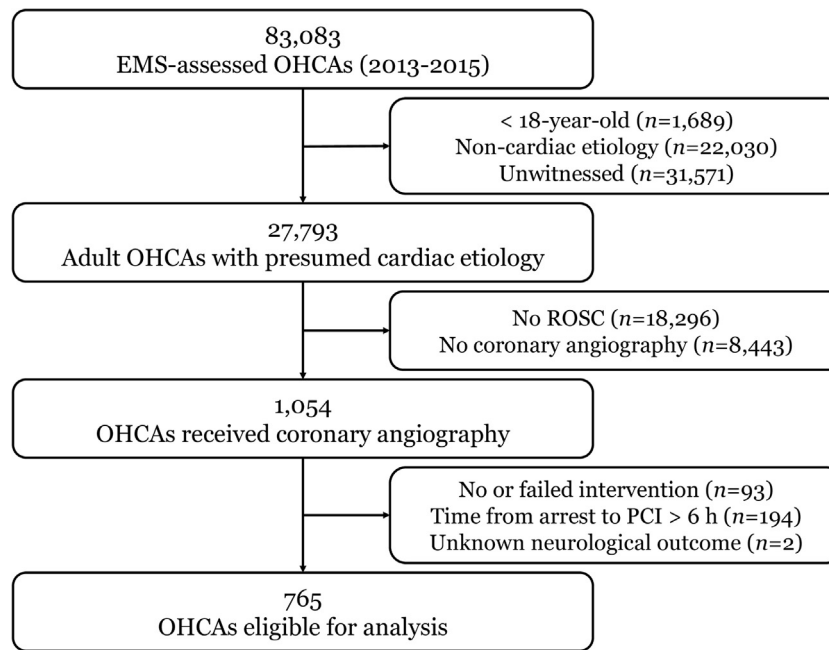 83,083
EMS-assessed OHCAs (2013-2015)
< 18-year-old (n=1,689)
Non-cardiac etiology (n=22,030)
Unwitnessed (n=31,571)
27,793
Adult OHCAs with presumed cardiac etiology
No ROSC (n=18,296)
No coronary angiography (n=8,443)
1,054
OHCAs received coronary angiography
No or failed intervention (n=93)
Time from arrest to PCI > 6 h (n=194)
Unknown neurological outcome (n=2)
765
OHCAs eligible for analysis